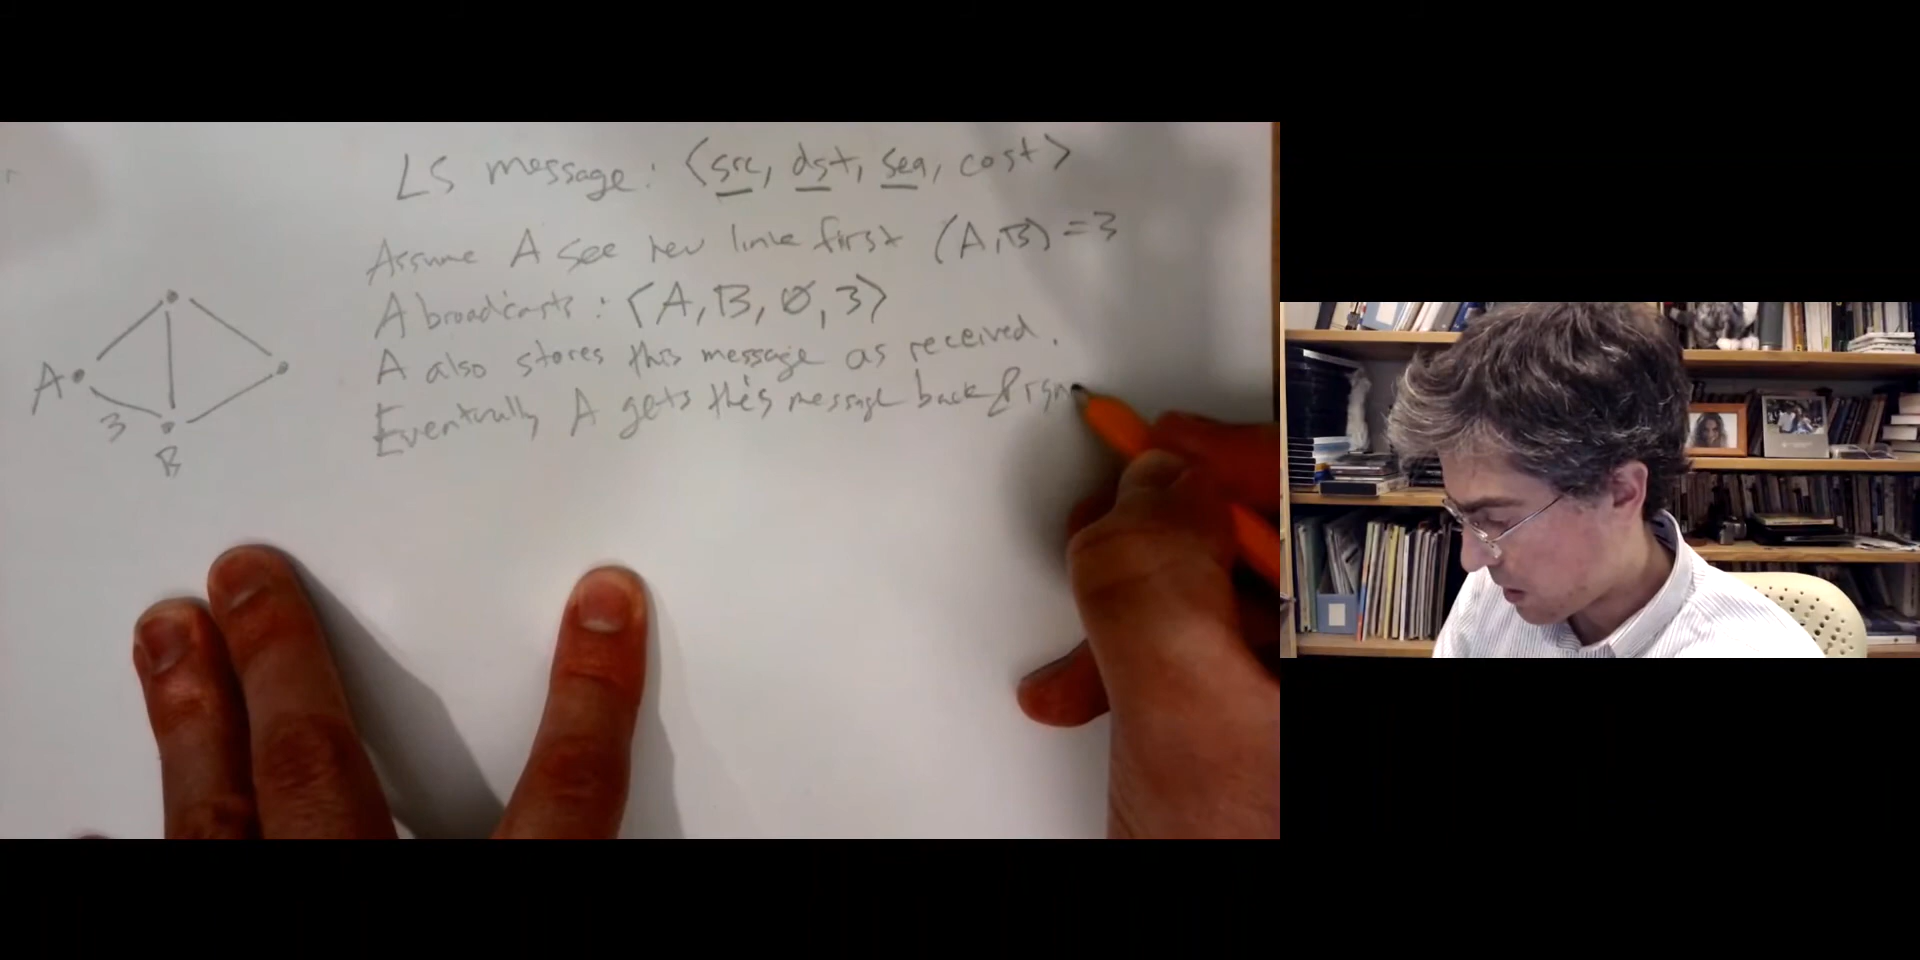 LS message: ⟨src, dst, seq, cost⟩
Assume A see new link first (A,B)=3
A broadcasts: ⟨A, B, 0, 3⟩
A also stores this message as received.
Eventually A gets this message back &
A
3
B